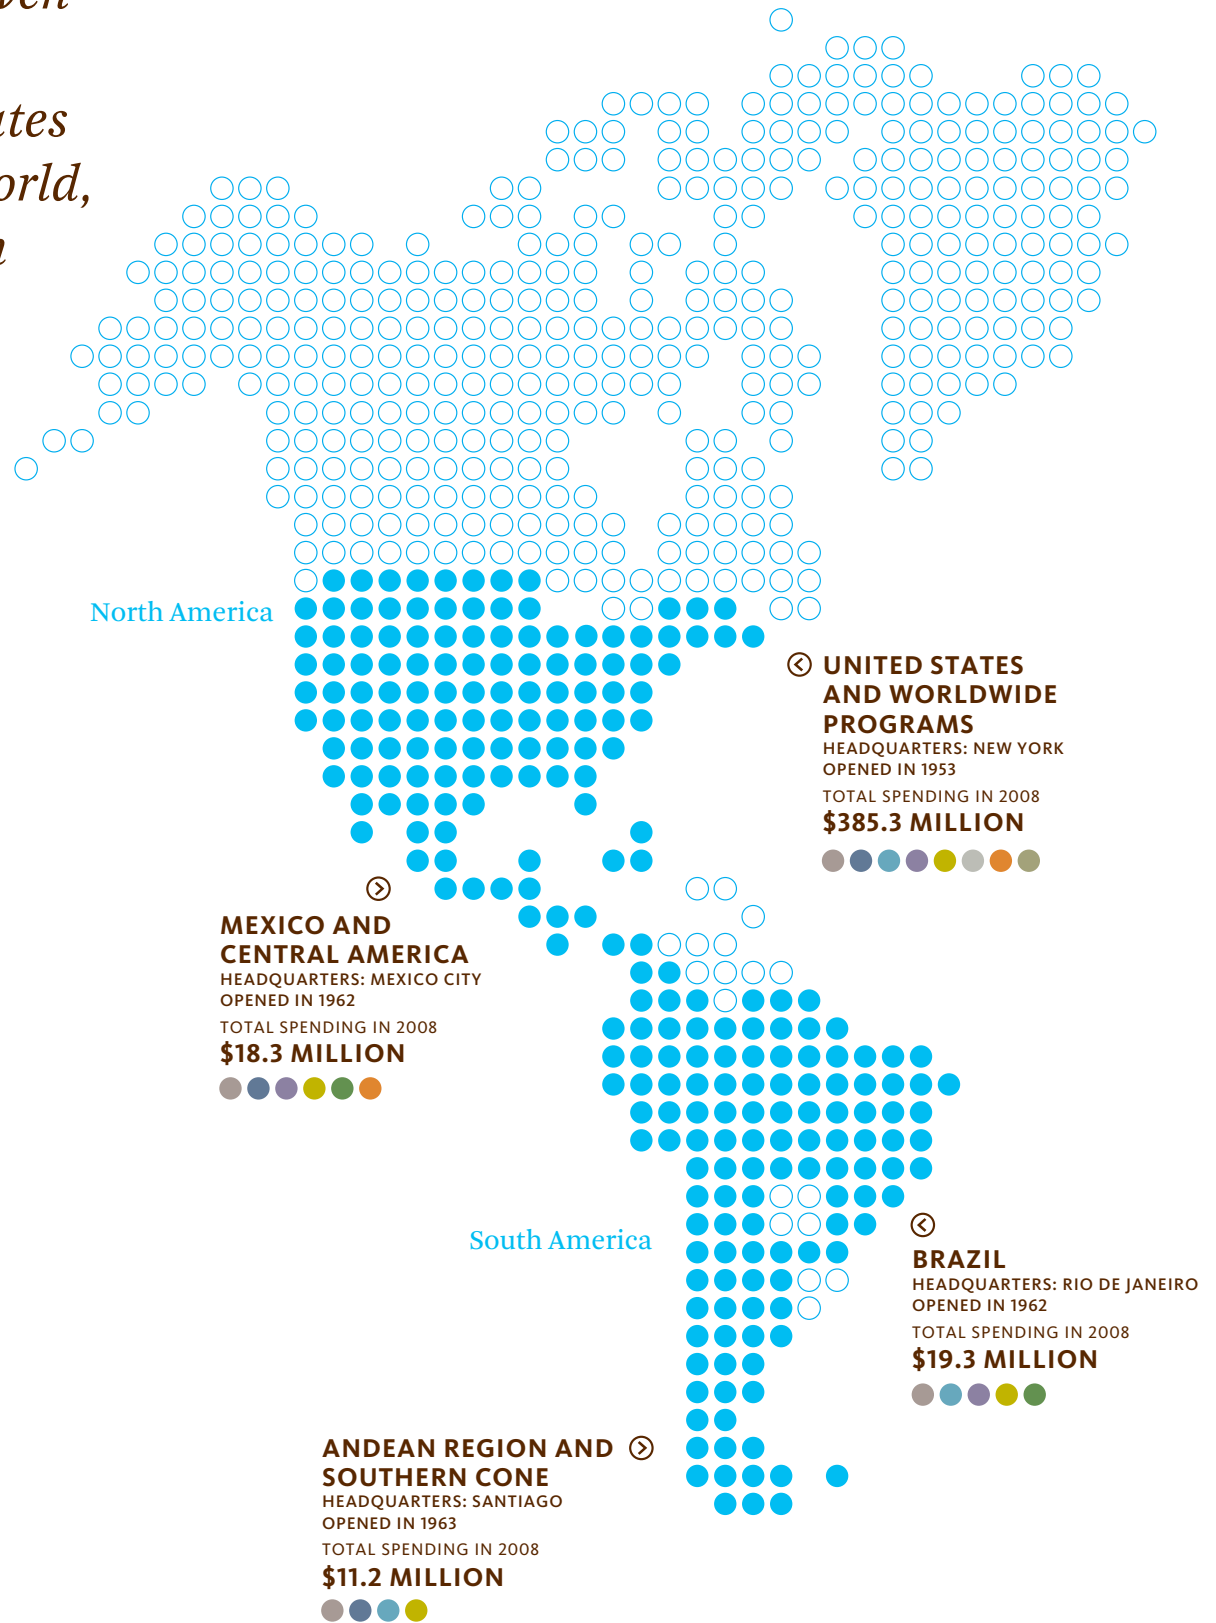 ates
orld,
North America
UNITED STATES
AND WORLDWIDE
PROGRAMS
HEADQUARTERS: NEW YORK
OPENED IN 1953
TOTAL SPENDING IN 2008
$385.3 MILLION
MEXICO AND
CENTRAL AMERICA
HEADQUARTERS: MEXICO CITY
OPENED IN 1962
TOTAL SPENDING IN 2008
$18.3 MILLION
South America
BRAZIL
HEADQUARTERS: RIO DE JANEIRO
OPENED IN 1962
TOTAL SPENDING IN 2008
$19.3 MILLION
ANDEAN REGION AND
SOUTHERN CONE
HEADQUARTERS: SANTIAGO
OPENED IN 1963
TOTAL SPENDING IN 2008
$11.2 MILLION